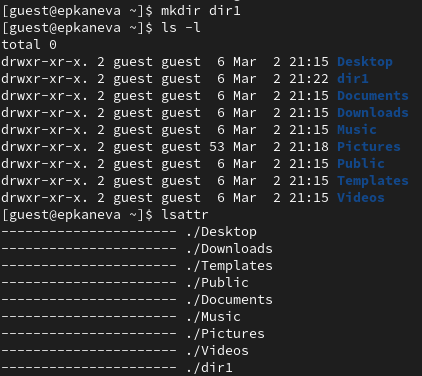 [guest@epkaneva ~]$ mkdir dir1
[guest@epkaneva ~]$ ls -l
total 0
drwxr-xr-x. 2 guest guest  6 Mar  2 21:15 Desktop
drwxr-xr-x. 2 guest guest  6 Mar  2 21:22 dir1
drwxr-xr-x. 2 guest guest  6 Mar  2 21:15 Documents
drwxr-xr-x. 2 guest guest  6 Mar  2 21:15 Downloads
drwxr-xr-x. 2 guest guest  6 Mar  2 21:15 Music
drwxr-xr-x. 2 guest guest 53 Mar  2 21:18 Pictures
drwxr-xr-x. 2 guest guest  6 Mar  2 21:15 Public
drwxr-xr-x. 2 guest guest  6 Mar  2 21:15 Templates
drwxr-xr-x. 2 guest guest  6 Mar  2 21:15 Videos
[guest@epkaneva ~]$ lsattr
---------------------- ./Desktop
---------------------- ./Downloads
---------------------- ./Templates
---------------------- ./Public
---------------------- ./Documents
---------------------- ./Music
---------------------- ./Pictures
---------------------- ./Videos
---------------------- ./dir1